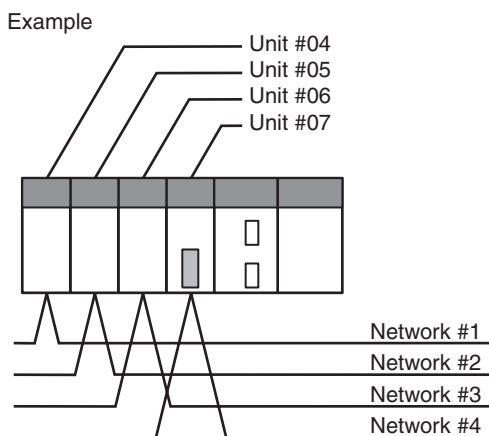 Example
Unit #04
Unit #05
Unit #06
Unit #07
Network #1
Network #2
Network #3
Network #4